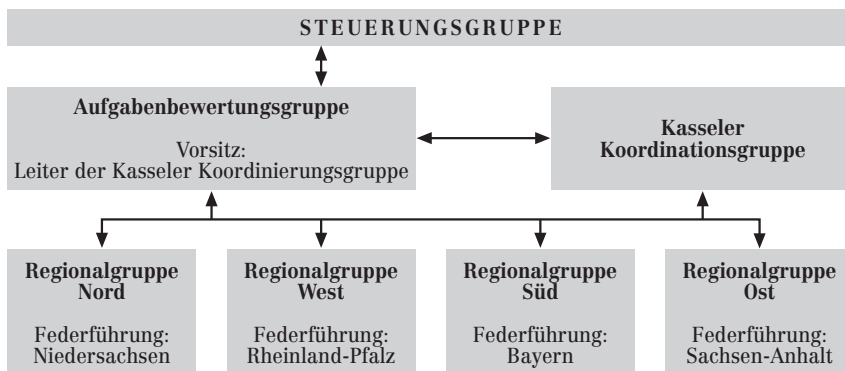 STEUERUNGSGRUPPE
Aufgabenbewertungsgruppe
Vorsitz:
Leiter der Kasseler Koordinierungsgruppe
Kasseler
Koordinationsgruppe
Regionalgruppe
Nord
Federführung:
Niedersachsen
Regionalgruppe
West
Federführung:
Rheinland-Pfalz
Regionalgruppe
Süd
Federführung:
Bayern
Regionalgruppe
Ost
Federführung:
Sachsen-Anhalt